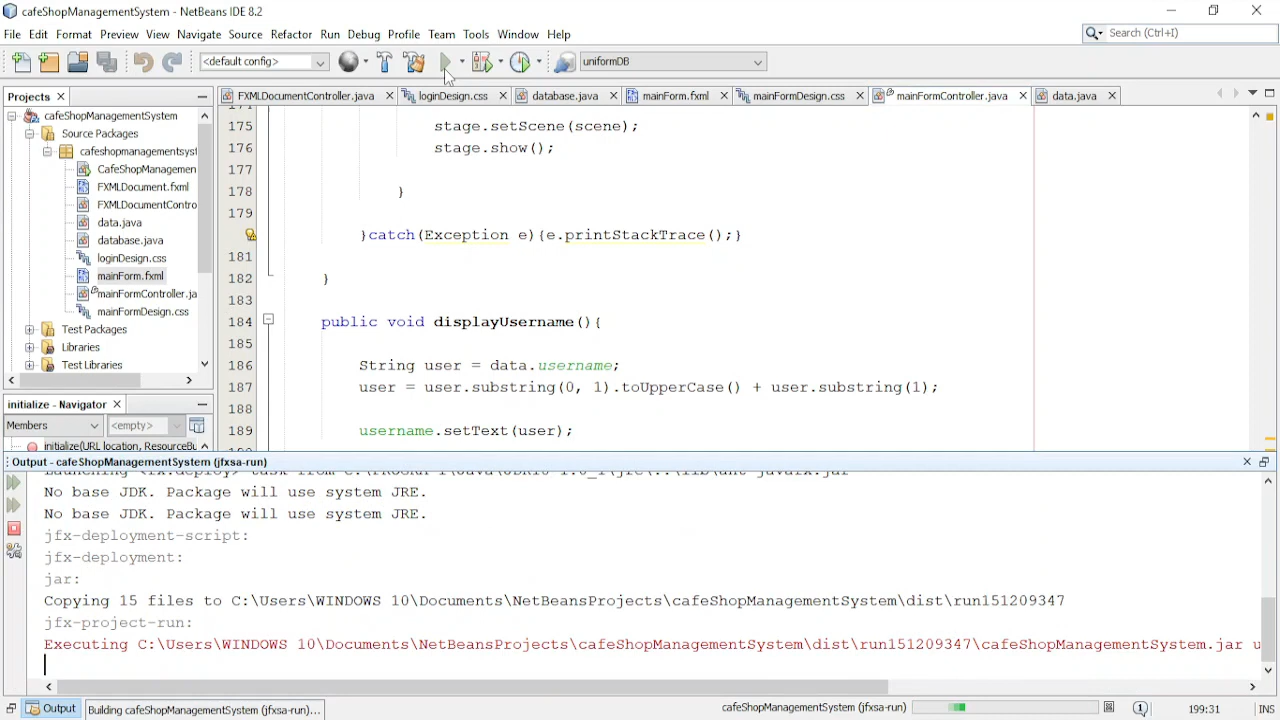 cafeShopManagementSystem - NetBeans IDE 8.2
File Edit Format Preview View Navigate Source Refactor Run Debug Profile Team Tools Window Help
Search (Ctrl+I)
<default config>
uniformDB
Projects
FXMLDocumentController.java loginDesign.css database.java mainForm.fxml mainFormDesign.css mainFormController.java data.java
cafeShopManagementSystem
Source Packages
cafeshopmanagementsyst
CafeShopManagemen
FXMLDocument.fxml
FXMLDocumentContro
data.java
database.java
loginDesign.css
mainForm.fxml
mainFormController.ja
mainFormDesign.css
Test Packages
Libraries
Test Libraries
175 stage.setScene(scene);
176 stage.show();
177
178 }
179
}catch(Exception e){e.printStackTrace();}
181
182 }
183
184 public void displayUsername(){
185
186 String user = data.username;
187 user = user.substring(0, 1).toUpperCase() + user.substring(1);
188
189 username.setText(user);
initialize - Navigator
Members <empty>
initialize(URL location, ResourceBu
Output - cafeShopManagementSystem (jfxsa-run)
No base JDK. Package will use system JRE.
No base JDK. Package will use system JRE.
jfx-deployment-script:
jfx-deployment:
jar:
Copying 15 files to C:\Users\WINDOWS 10\Documents\NetBeansProjects\cafeShopManagementSystem\dist\run151209347
jfx-project-run:
Executing C:\Users\WINDOWS 10\Documents\NetBeansProjects\cafeShopManagementSystem\dist\run151209347\cafeShopManagementSystem.jar u
Output
Building cafeShopManagementSystem (jfxsa-run)...
cafeShopManagementSystem (jfxsa-run)
199:31
INS